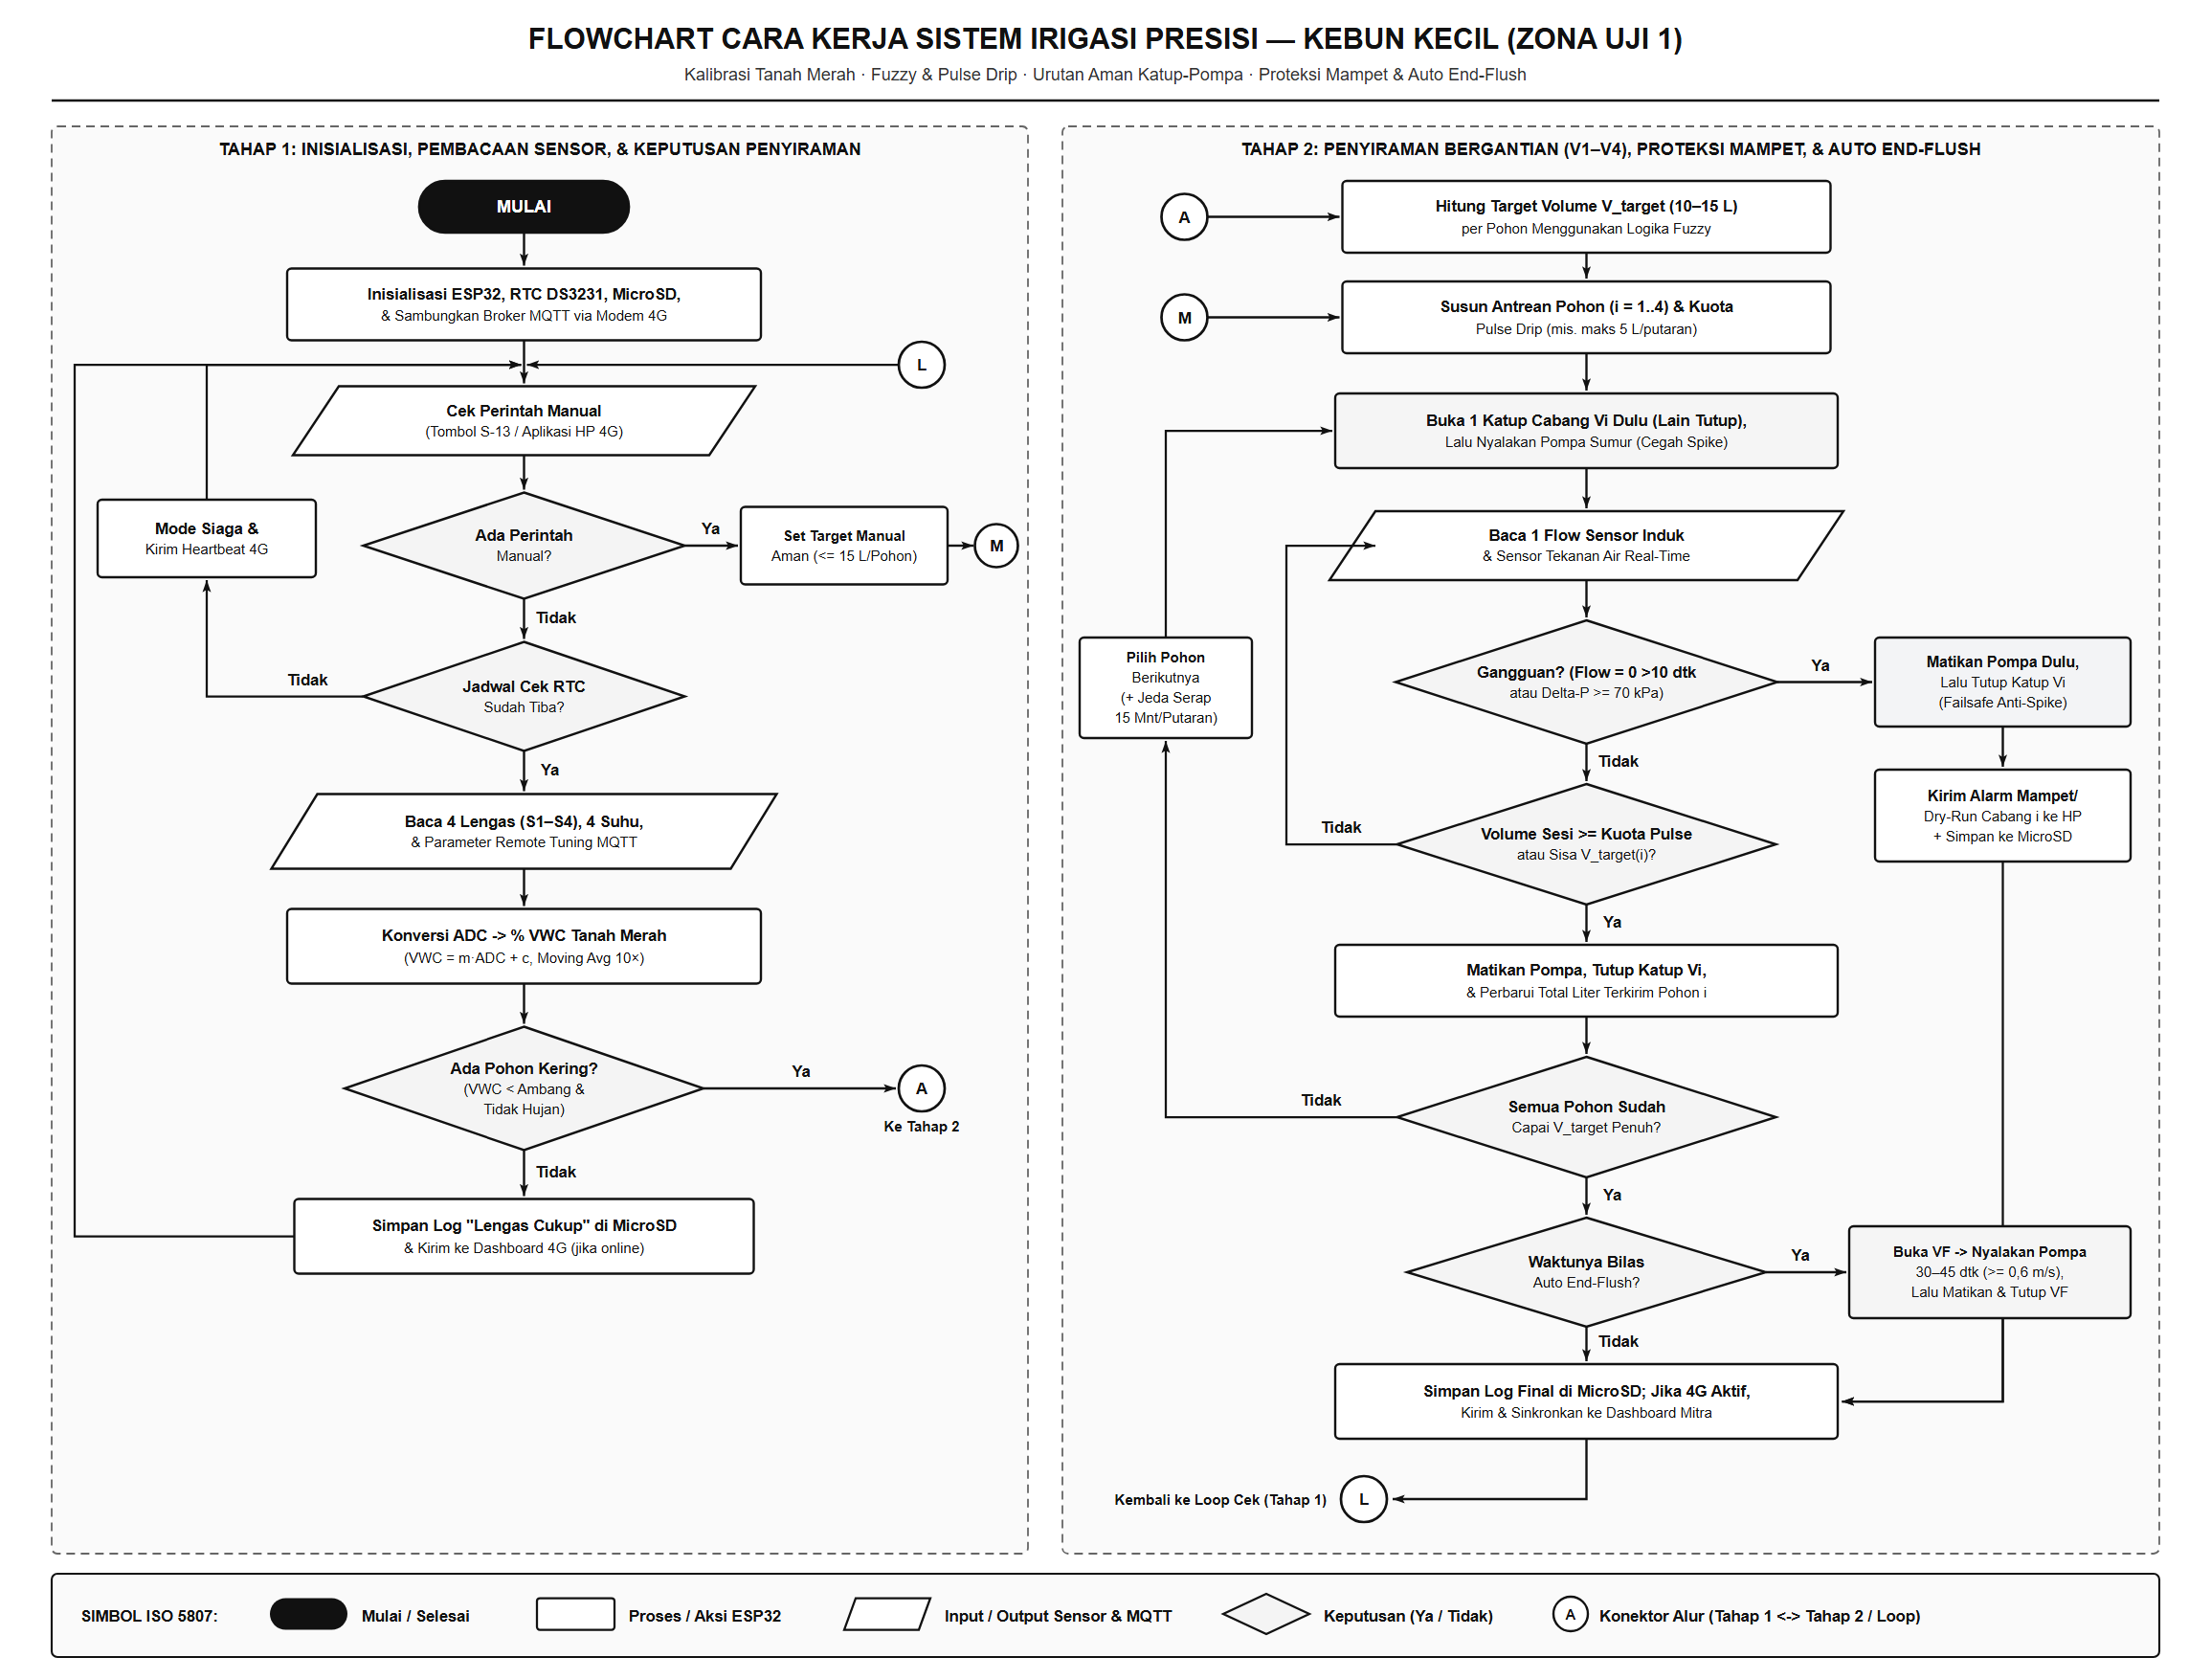 FLOWCHART CARA KERJA SISTEM IRIGASI PRESISI — KEBUN KECIL (ZONA UJI 1)
Kalibrasi Tanah Merah · Fuzzy & Pulse Drip · Urutan Aman Katup-Pompa · Proteksi Mampet & Auto End-Flush
TAHAP 1: INISIALISASI, PEMBACAAN SENSOR, & KEPUTUSAN PENYIRAMAN
MULAI
Inisialisasi ESP32, RTC DS3231, MicroSD,
& Sambungkan Broker MQTT via Modem 4G
L
Cek Perintah Manual
(Tombol S-13 / Aplikasi HP 4G)
Mode Siaga &
Kirim Heartbeat 4G
Ada Perintah
Manual?
Ya
Set Target Manual
Aman (<= 15 L/Pohon)
M
Tidak
Jadwal Cek RTC
Sudah Tiba?
Tidak
Ya
Baca 4 Lengas (S1–S4), 4 Suhu,
& Parameter Remote Tuning MQTT
Konversi ADC -> % VWC Tanah Merah
(VWC = m·ADC + c, Moving Avg 10×)
Ada Pohon Kering?
(VWC < Ambang &
Tidak Hujan)
Ya
A
Ke Tahap 2
Tidak
Simpan Log "Lengas Cukup" di MicroSD
& Kirim ke Dashboard 4G (jika online)
TAHAP 2: PENYIRAMAN BERGANTIAN (V1–V4), PROTEKSI MAMPET, & AUTO END-FLUSH
A
Hitung Target Volume V_target (10–15 L)
per Pohon Menggunakan Logika Fuzzy
M
Susun Antrean Pohon (i = 1..4) & Kuota
Pulse Drip (mis. maks 5 L/putaran)
Buka 1 Katup Cabang Vi Dulu (Lain Tutup),
Lalu Nyalakan Pompa Sumur (Cegah Spike)
Baca 1 Flow Sensor Induk
& Sensor Tekanan Air Real-Time
Pilih Pohon
Berikutnya
(+ Jeda Serap
15 Mnt/Putaran)
Gangguan? (Flow = 0 >10 dtk
atau Delta-P >= 70 kPa)
Ya
Matikan Pompa Dulu,
Lalu Tutup Katup Vi
(Failsafe Anti-Spike)
Tidak
Kirim Alarm Mampet/
Dry-Run Cabang i ke HP
+ Simpan ke MicroSD
Volume Sesi >= Kuota Pulse
atau Sisa V_target(i)?
Tidak
Ya
Matikan Pompa, Tutup Katup Vi,
& Perbarui Total Liter Terkirim Pohon i
Semua Pohon Sudah
Capai V_target Penuh?
Tidak
Ya
Waktunya Bilas
Auto End-Flush?
Ya
Buka VF -> Nyalakan Pompa
30–45 dtk (>= 0,6 m/s),
Lalu Matikan & Tutup VF
Tidak
Simpan Log Final di MicroSD; Jika 4G Aktif,
Kirim & Sinkronkan ke Dashboard Mitra
Kembali ke Loop Cek (Tahap 1)
L
SIMBOL ISO 5807:
Mulai / Selesai
Proses / Aksi ESP32
Input / Output Sensor & MQTT
Keputusan (Ya / Tidak)
A
Konektor Alur (Tahap 1 <-> Tahap 2 / Loop)